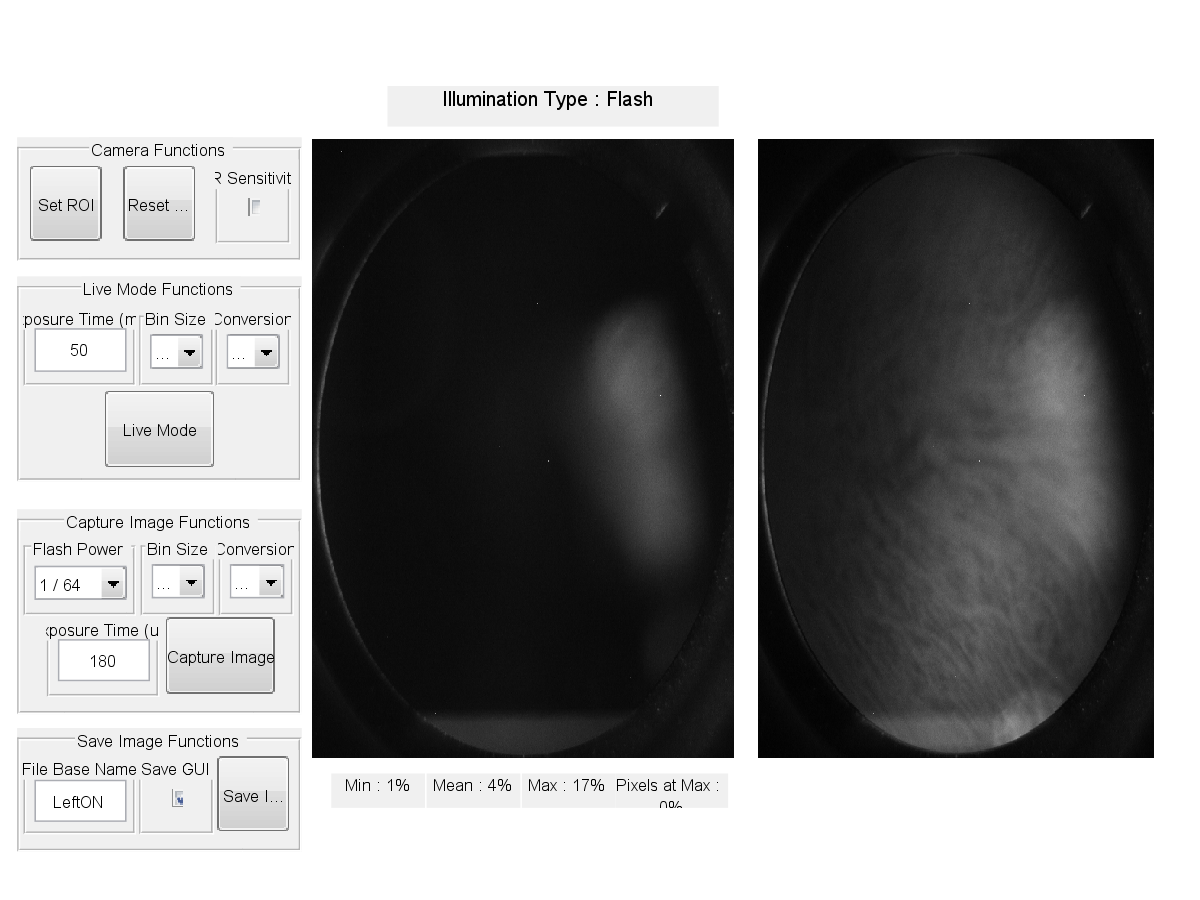 Illumination Type : Flash
Camera Functions
Set ROI
Reset ...
R Sensitivit
Live Mode Functions
posure Time (m
Bin Size
Conversion
50
...
...
Live Mode
Capture Image Functions
Flash Power
Bin Size
Conversion
1 / 64
...
...
posure Time (u
180
Capture Image
Save Image Functions
File Base Name
Save GUI
LeftON
Save I...
Min : 1%
Mean : 4%
Max : 17%
Pixels at Max :
0%